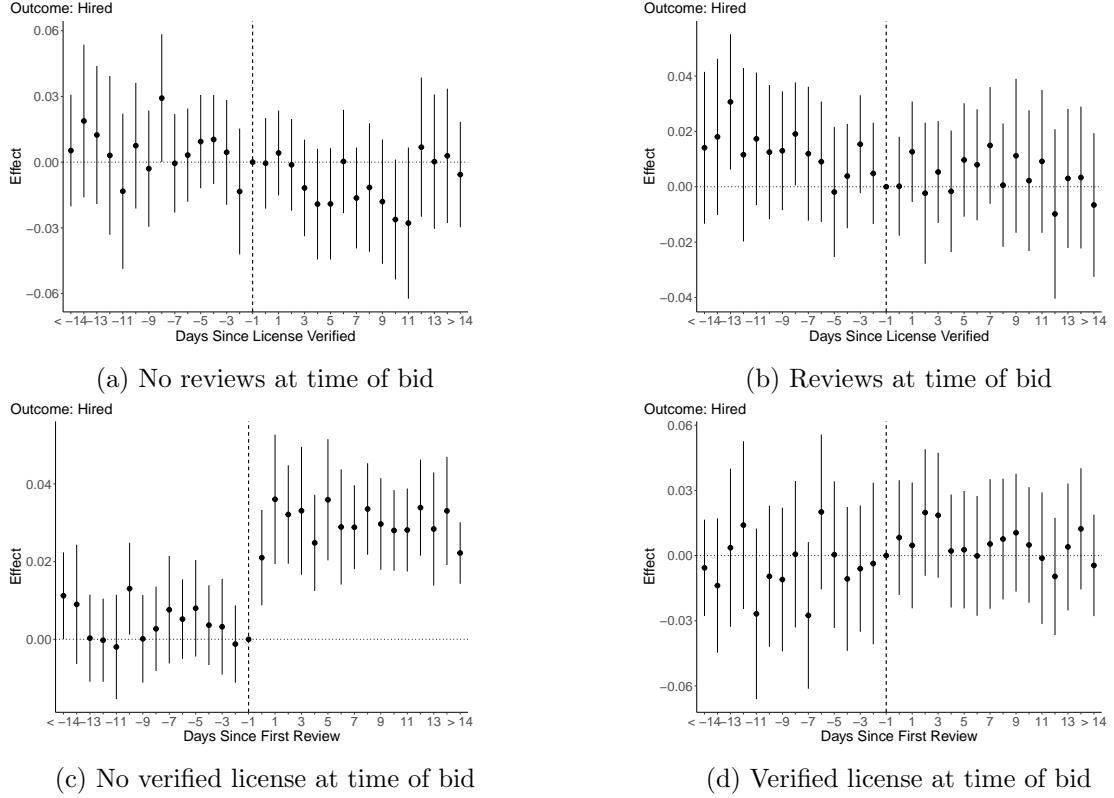 Outcome: Hired
0.06
0.03
0.00
−0.03
−0.06
Effect
< −14 −13 −11 −9 −7 −5 −3 −1 1 3 5 7 9 11 13 > 14
Days Since License Verified
(a) No reviews at time of bid
Outcome: Hired
0.04
0.02
0.00
−0.02
−0.04
Effect
< −14 −13 −11 −9 −7 −5 −3 −1 1 3 5 7 9 11 13 > 14
Days Since License Verified
(b) Reviews at time of bid
Outcome: Hired
0.04
0.02
0.00
Effect
< −14 −13 −11 −9 −7 −5 −3 −1 1 3 5 7 9 11 13 > 14
Days Since First Review
(c) No verified license at time of bid
Outcome: Hired
0.06
0.03
0.00
−0.03
−0.06
Effect
< −14 −13 −11 −9 −7 −5 −3 −1 1 3 5 7 9 11 13 > 14
Days Since First Review
(d) Verified license at time of bid